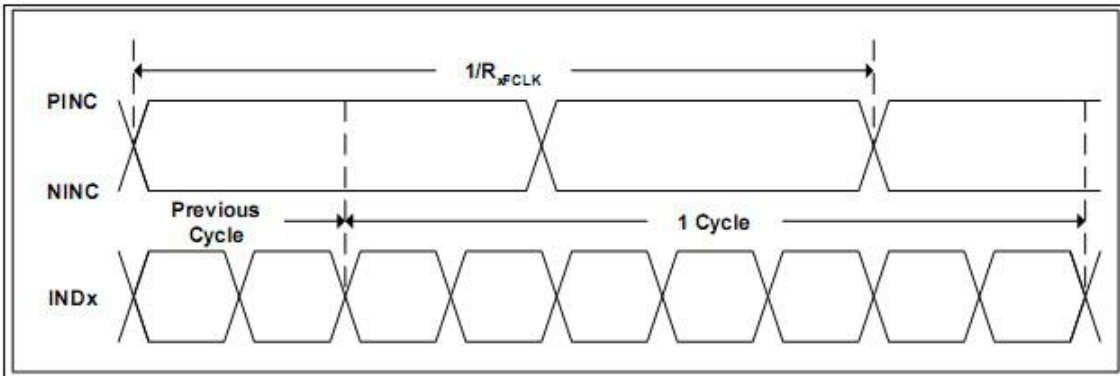 1/RxFCLK
PINC
NINC
Previous
Cycle
1 Cycle
INDx